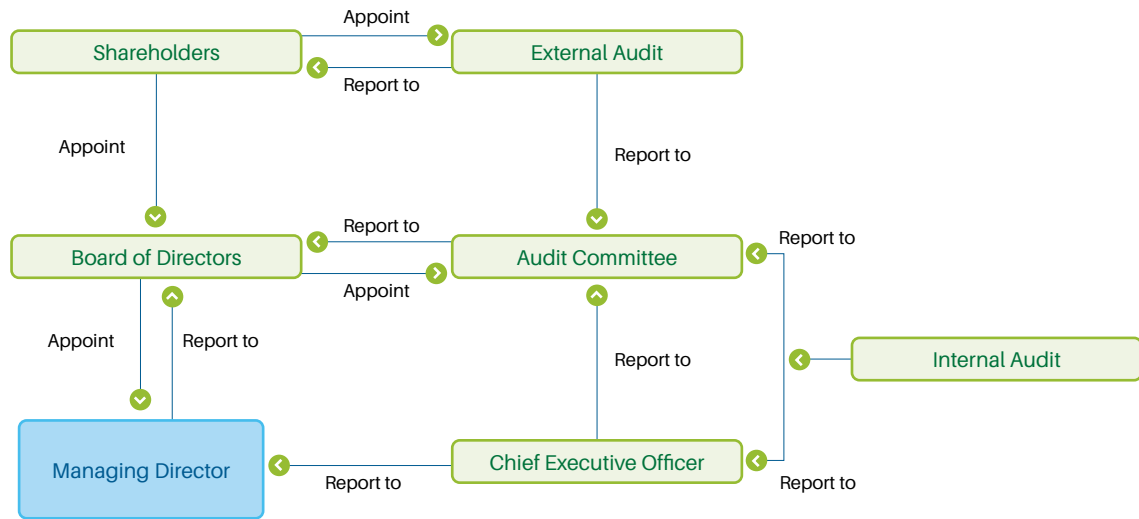 Appoint
Shareholders
External Audit
Report to
Appoint
Report to
Report to
Report to
Board of Directors
Audit Committee
Appoint
Appoint
Report to
Report to
Internal Audit
Managing Director
Chief Executive Officer
Report to
Report to